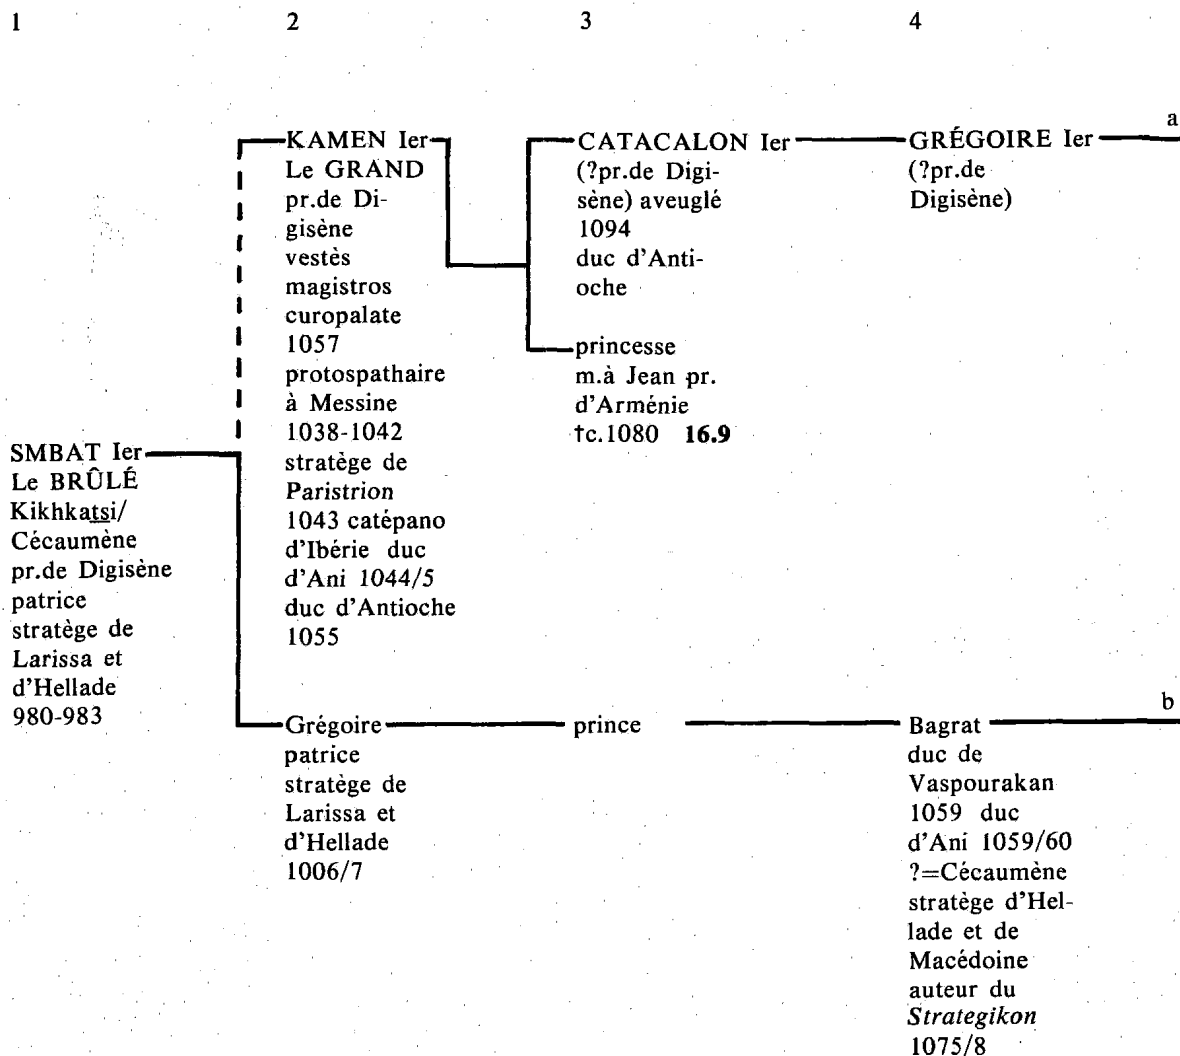 1 2 3 4
a
KAMEN Ier
Le GRAND
pr.de Di-
gisène
vestès
magistros
curopalate
1057
protospathaire
à Messine
1038-1042
stratège de
Paristrion
1043 catépano
d'Ibérie duc
d'Ani 1044/5
duc d'Antioche
1055
CATACALON Ier
(?pr.de Digi-
sène) aveuglé
1094
duc d'Anti-
oche
GRÉGOIRE Ier
(?pr.de
Digisène)
princesse
m.à Jean pr.
d'Arménie
†c.1080 16.9
SMBAT Ier
Le BRÛLÉ
Kikhkatsi/
Cécaumène
pr.de Digisène
patrice
stratège de
Larissa et
d'Hellade
980-983
b
Grégoire
patrice
stratège de
Larissa et
d'Hellade
1006/7
prince
Bagrat
duc de
Vaspourakan
1059 duc
d'Ani 1059/60
?=Cécaumène
stratège d'Hel-
lade et de
Macédoine
auteur du
Strategikon
1075/8